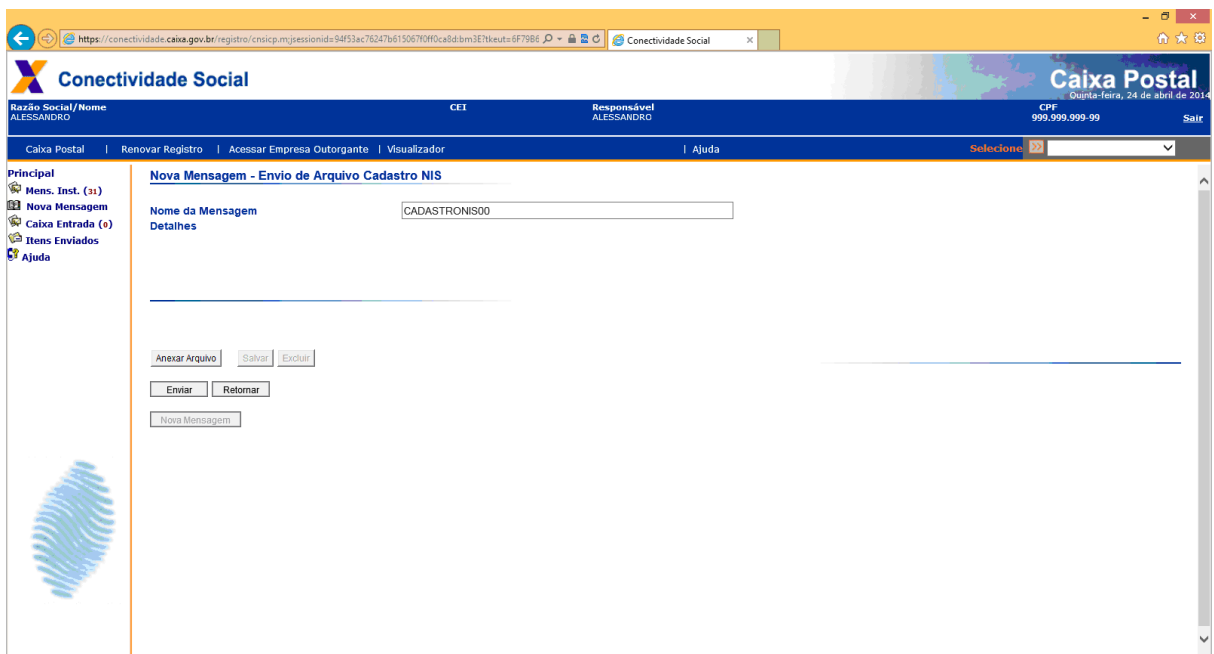 https://conectividade.caixa.gov.br/registro/cnsicp.m;jsessionid=94f53ac76247b615067f0ff0ca8d:bm3E?tkeut=6F79B6
Conectividade Social
Conectividade Social
Caixa Postal
Quinta-feira, 24 de abril de 2014
Razão Social/Nome CEI Responsável CPF
ALESSANDRO ALESSANDRO 999.999.999-99 Sair
Caixa Postal | Renovar Registro | Acessar Empresa Outorgante | Visualizador | Ajuda Selecione
Principal
Mens. Inst. (31)
Nova Mensagem
Caixa Entrada (0)
Itens Enviados
Ajuda
Nova Mensagem - Envio de Arquivo Cadastro NIS
Nome da Mensagem CADASTRONIS00
Detalhes
Anexar Arquivo Salvar Excluir
Enviar Retornar
Nova Mensagem